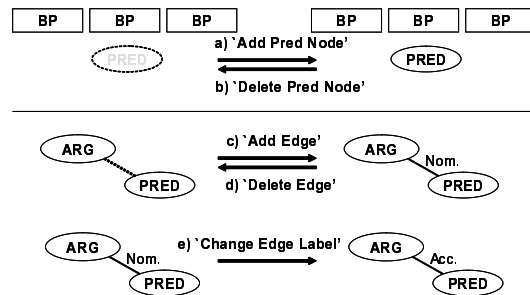 BP BP BP BP BP BP
PRED a) `Add Pred Node’ PRED
b) `Delete Pred Node’
ARG c) `Add Edge’ ARG
Nom.
PRED d) `Delete Edge’ PRED
ARG e) `Change Edge Label’ ARG
Nom. Acc.
PRED PRED